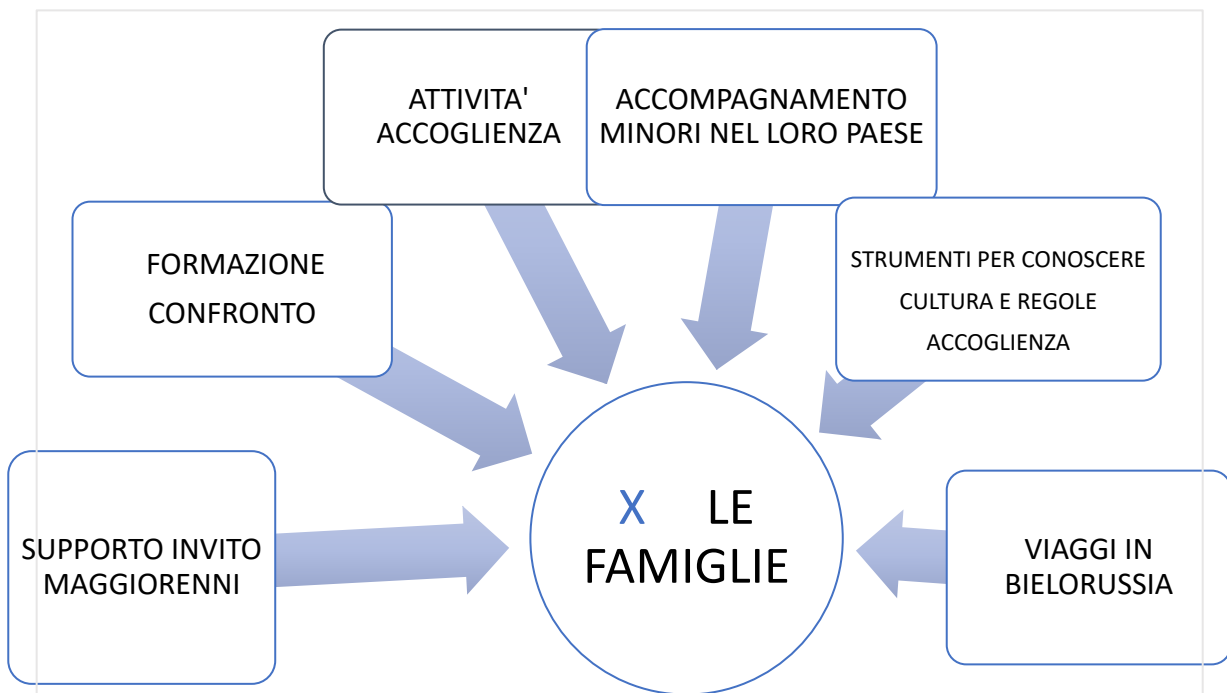 ATTIVITA'
ACCOGLIENZA
ACCOMPAGNAMENTO
MINORI NEL LORO PAESE
FORMAZIONE
CONFRONTO
STRUMENTI PER CONOSCERE
CULTURA E REGOLE
ACCOGLIENZA
SUPPORTO INVITO
MAGGIORENNI
X LE
FAMIGLIE
VIAGGI IN
BIELORUSSIA